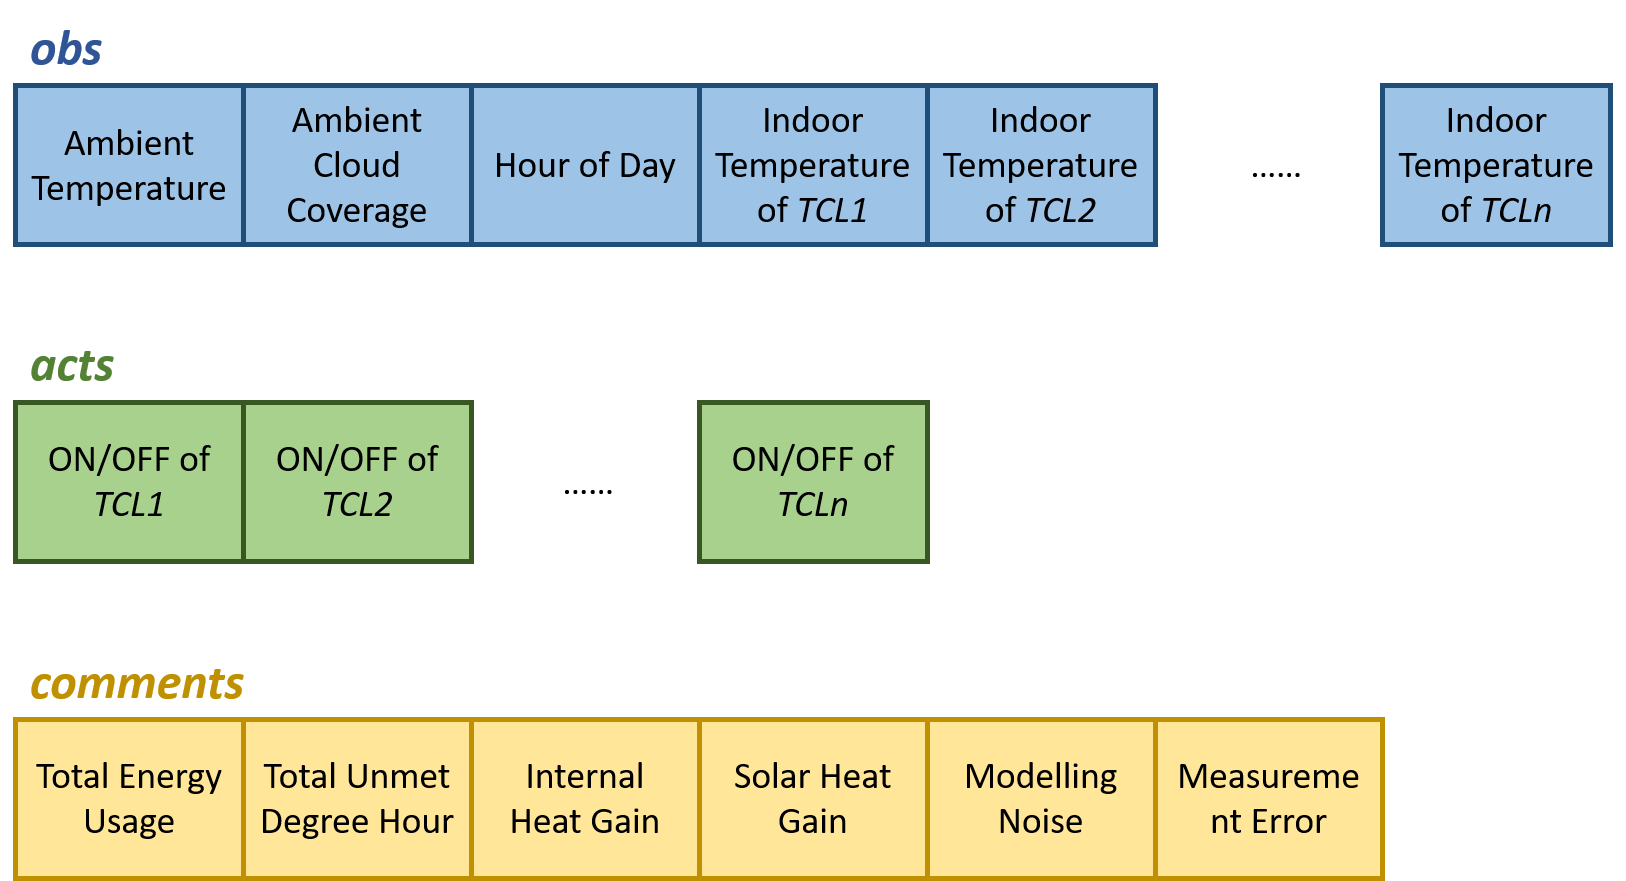 obs
Ambient
Temperature
Ambient
Cloud
Coverage
Hour of Day
Indoor
Temperature
of TCL1
Indoor
Temperature
of TCL2
......
Indoor
Temperature
of TCLn
acts
ON/OFF of
TCL1
ON/OFF of
TCL2
......
ON/OFF of
TCLn
comments
Total Energy
Usage
Total Unmet
Degree Hour
Internal
Heat Gain
Solar Heat
Gain
Modelling
Noise
Measureme
nt Error